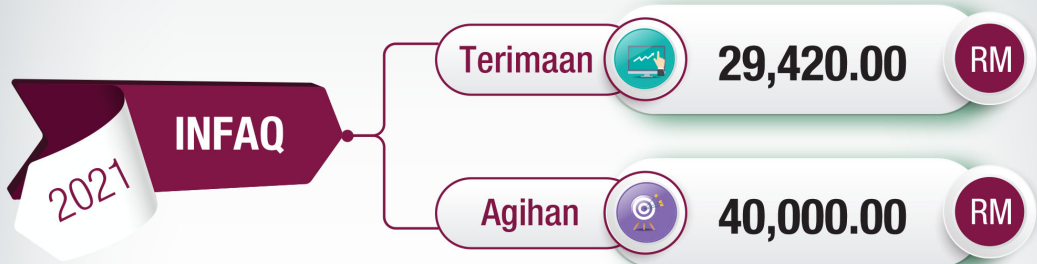 INFAQ
2021
Terimaan
29,420.00
RM
Agihan
40,000.00
RM